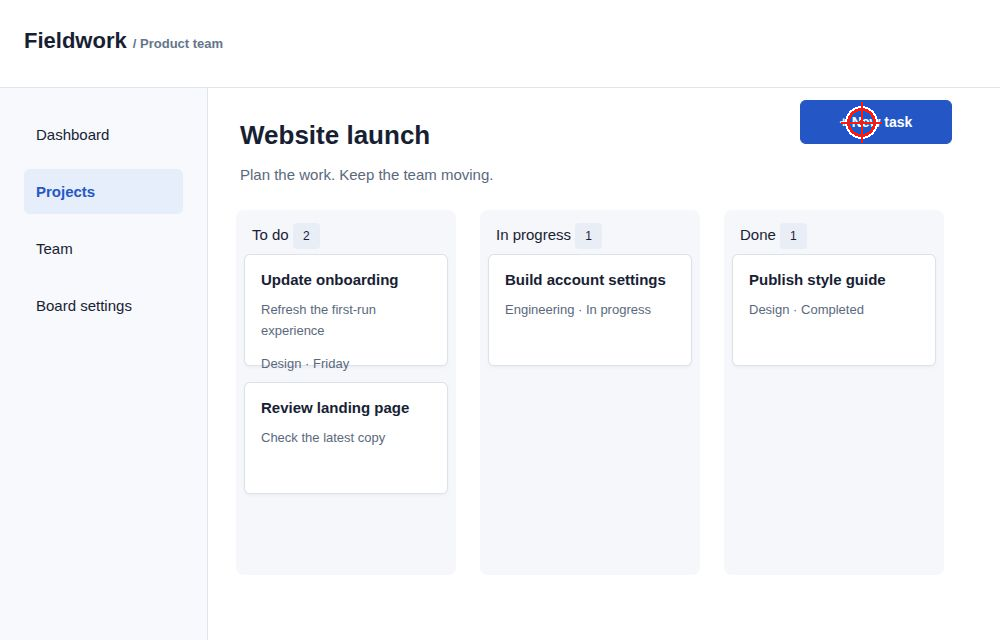 Fieldwork / Product team
Dashboard
Projects
Team
Board settings
Website launch
Plan the work. Keep the team moving.
task
To do 2
Update onboarding
Refresh the first-run
experience
Design · Friday
Review landing page
Check the latest copy
In progress 1
Build account settings
Engineering · In progress
Done 1
Publish style guide
Design · Completed